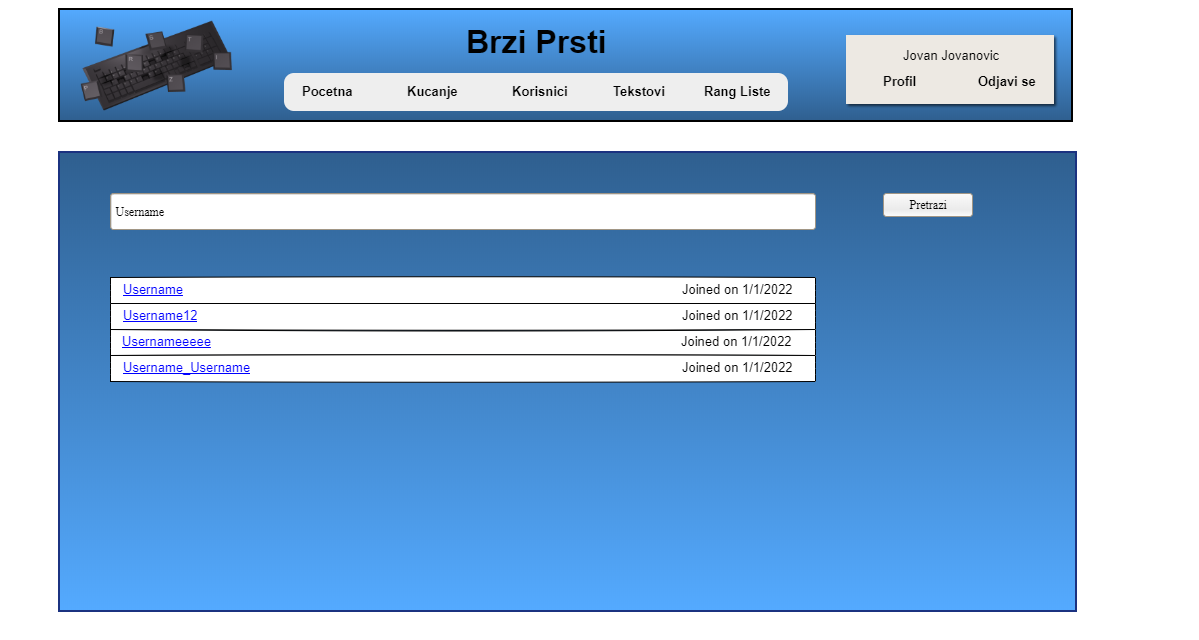 Brzi Prsti
Pocetna Kucanje Korisnici Tekstovi Rang Liste
Jovan Jovanovic
Profil Odjavi se
Username
Pretrazi
Username Joined on 1/1/2022
Username12 Joined on 1/1/2022
Usernameeeee Joined on 1/1/2022
Username_Username Joined on 1/1/2022